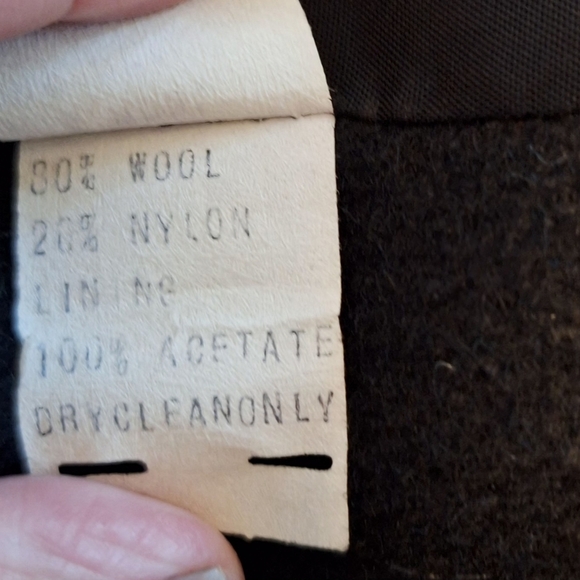 80% WOOL
20% NYLON
LINING
100% ACETATE
DRYCLEANONLY